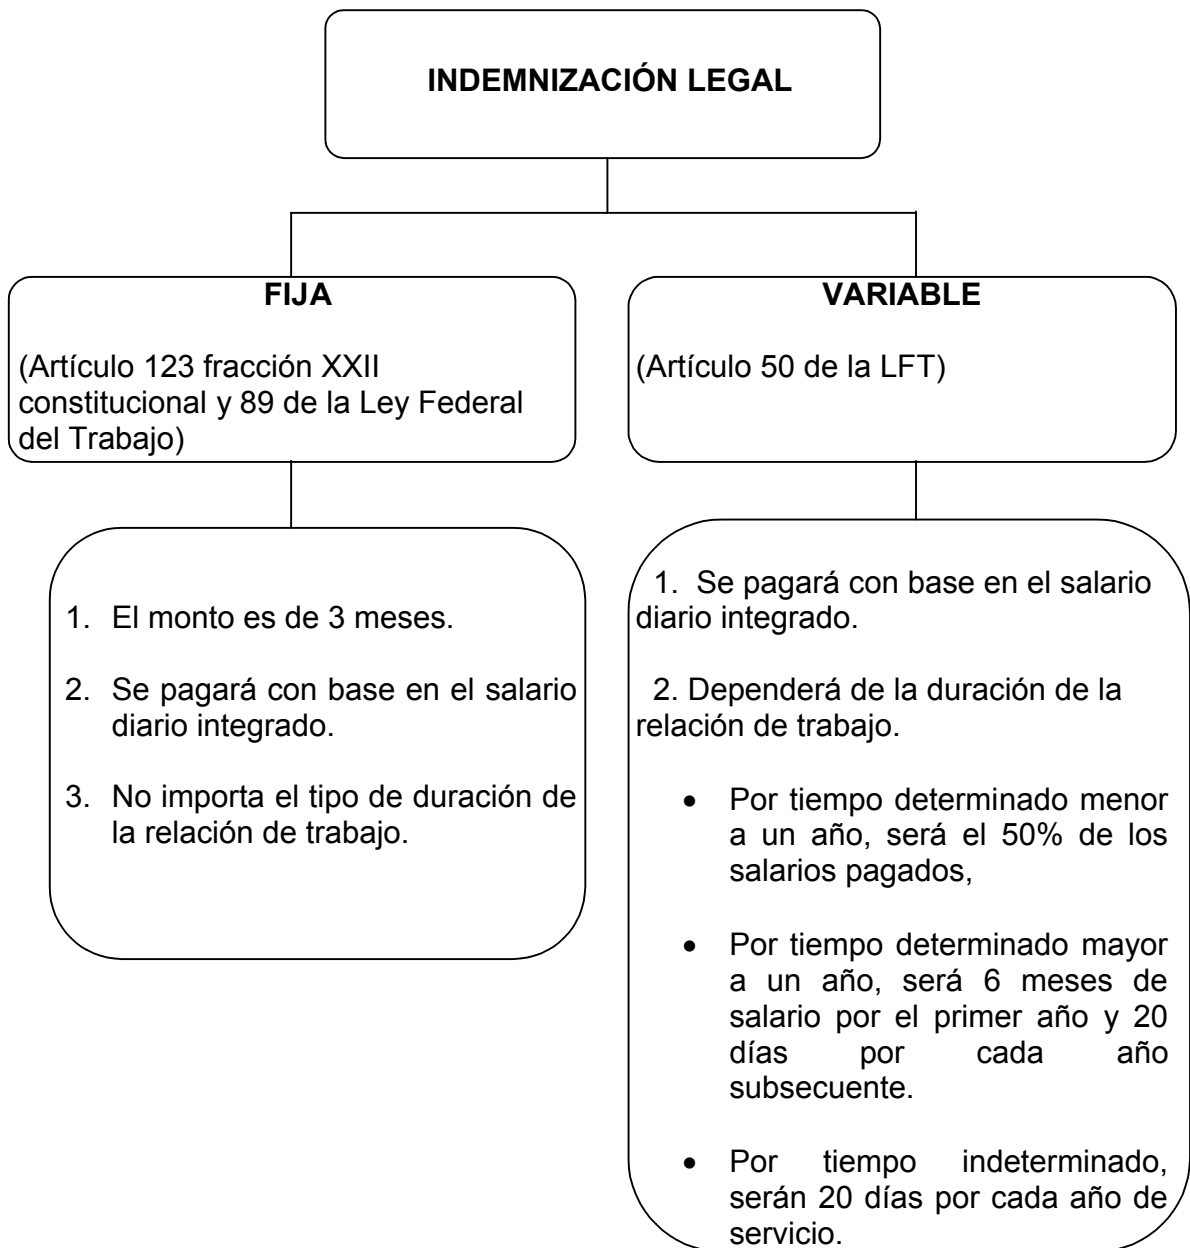 INDEMNIZACIÓN LEGAL
FIJA
(Artículo 123 fracción XXII
constitucional y 89 de la Ley Federal
del Trabajo)
1. El monto es de 3 meses.
2. Se pagará con base en el salario
diario integrado.
3. No importa el tipo de duración de
la relación de trabajo.
VARIABLE
(Artículo 50 de la LFT)
1. Se pagará con base en el salario
diario integrado.
2. Dependerá de la duración de la
relación de trabajo.
• Por tiempo determinado menor
a un año, será el 50% de los
salarios pagados,
• Por tiempo determinado mayor
a un año, será 6 meses de
salario por el primer año y 20
días por cada año
subsecuente.
• Por tiempo indeterminado,
serán 20 días por cada año de
servicio.